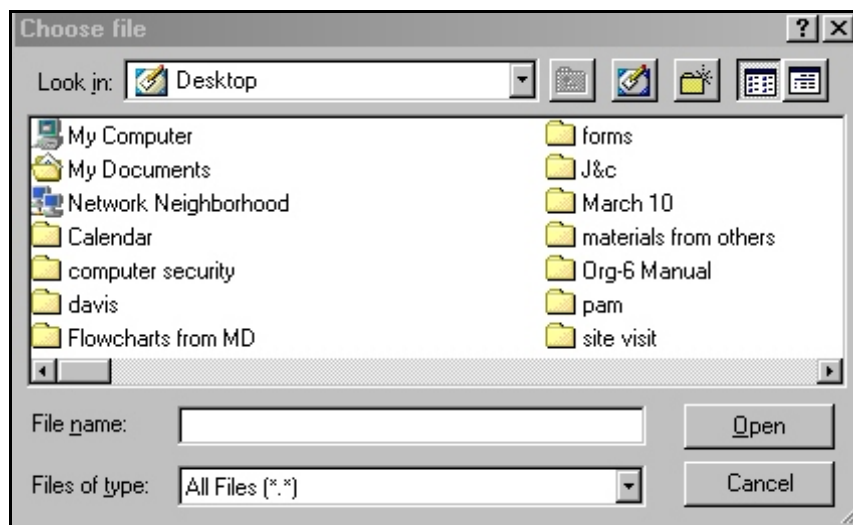 Choose file
Look in: Desktop
My Computer
My Documents
Network Neighborhood
Calendar
computer security
davis
Flowcharts from MD
forms
J&c
March 10
materials from others
Org-6 Manual
pam
site visit
File name:
Open
Files of type: All Files (*.*)
Cancel